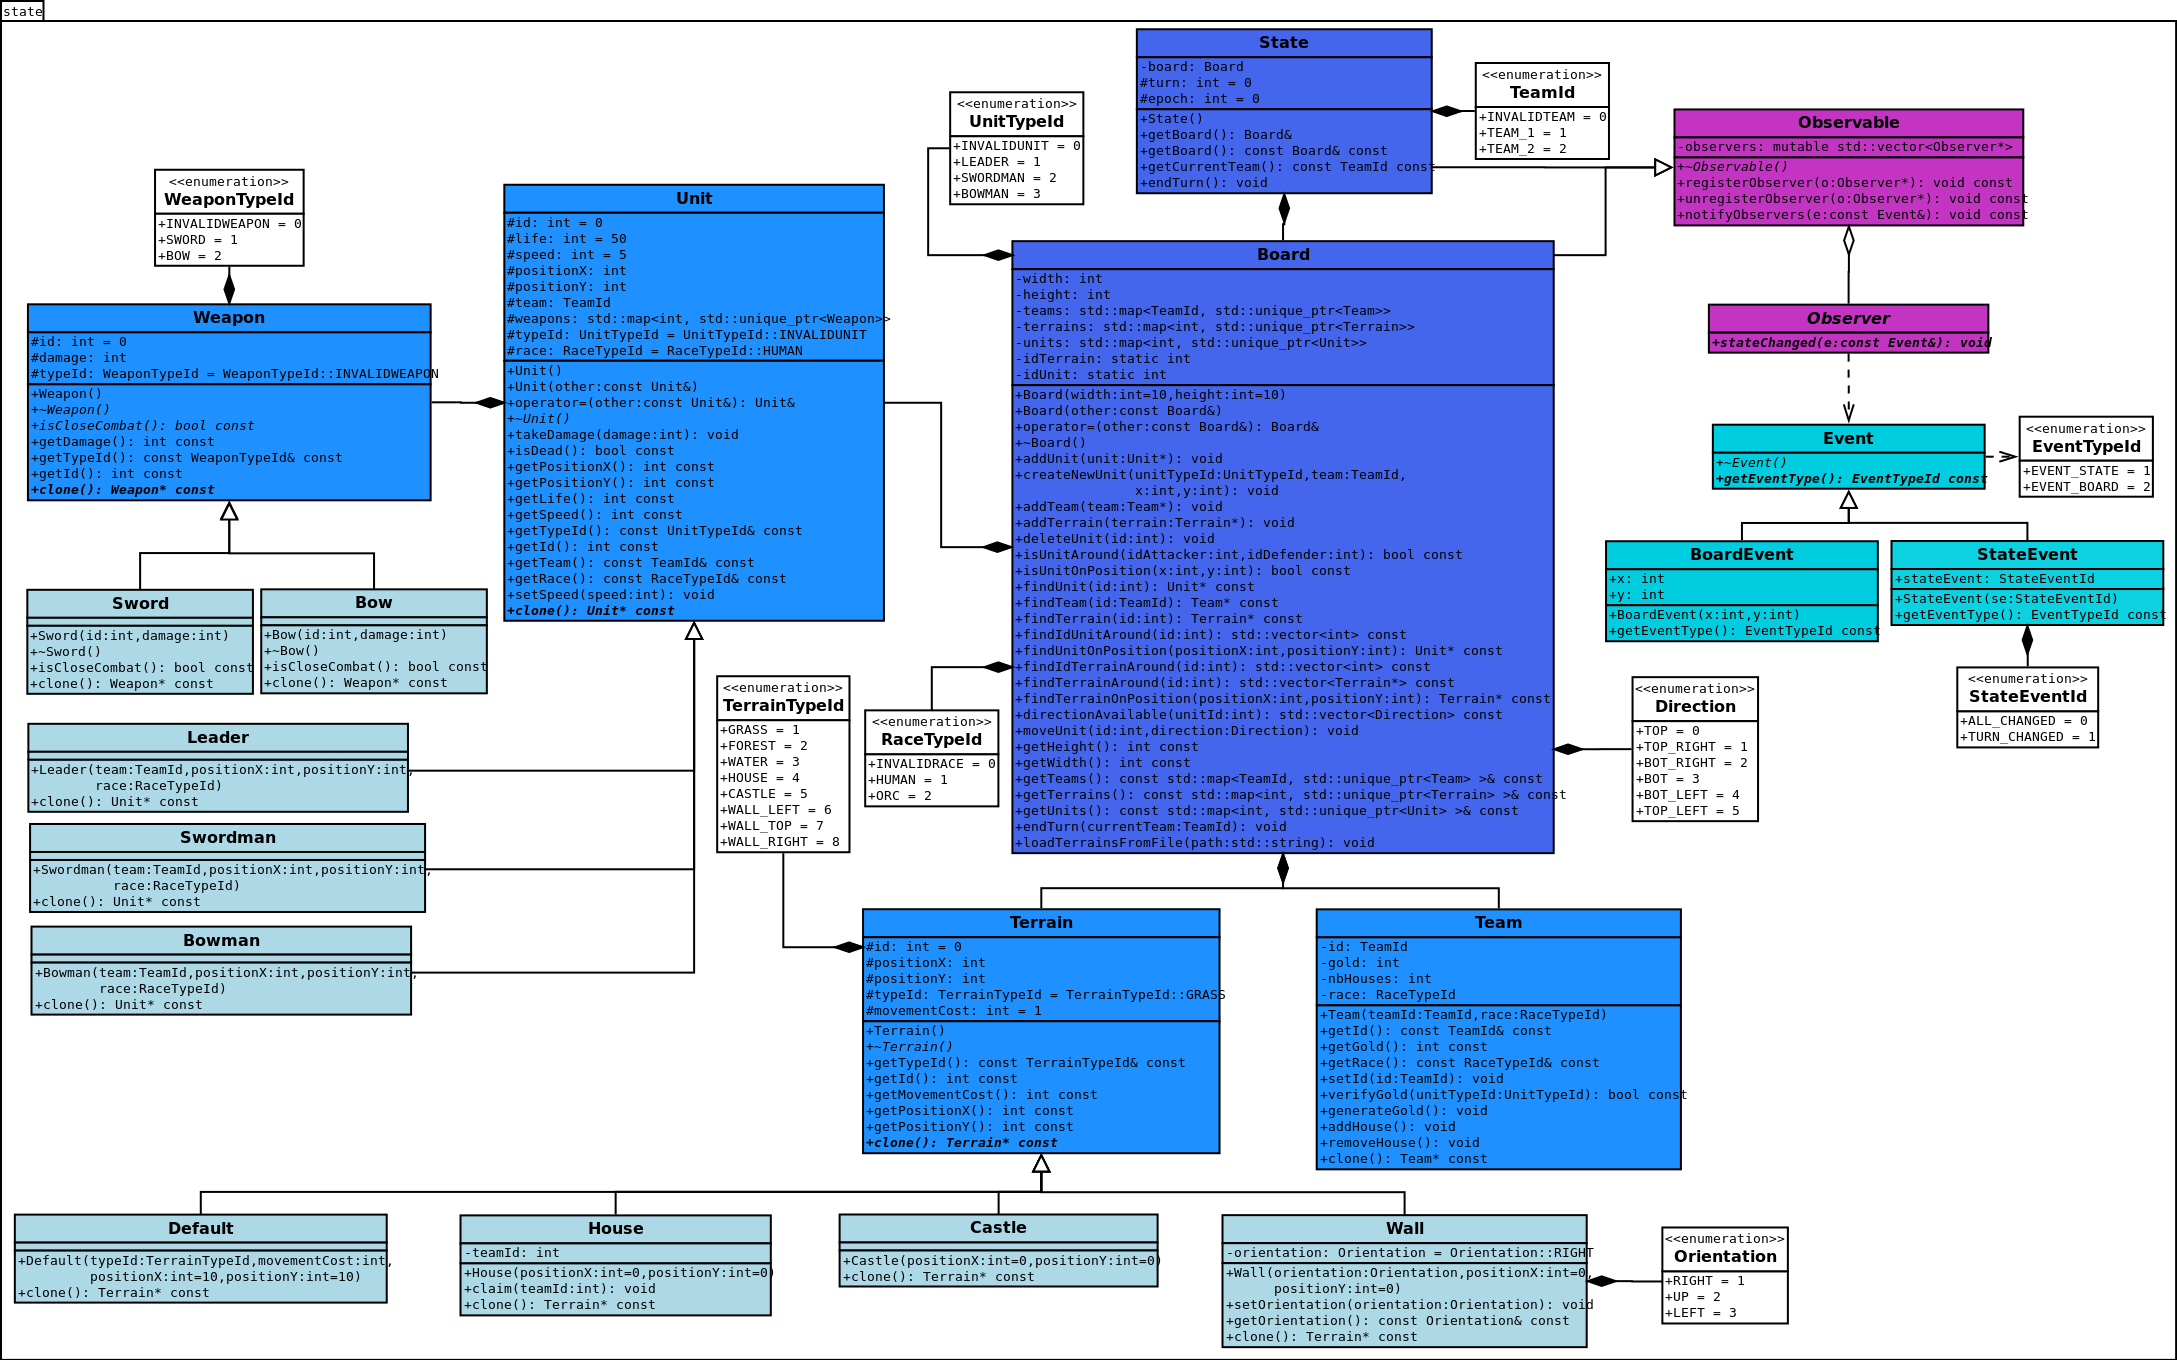 state
State
-board: Board
#turn: int = 0
#epoch: int = 0
+State()
+getBoard(): Board&
+getBoard(): const Board& const
+getCurrentTeam(): const TeamId const
+endTurn(): void
<<enumeration>>
TeamId
+INVALIDTEAM = 0
+TEAM_1 = 1
+TEAM_2 = 2
<<enumeration>>
UnitTypeId
+INVALIDUNIT = 0
+LEADER = 1
+SWORDMAN = 2
+BOWMAN = 3
Observable
-observers: mutable std::vector<Observer*>
+~Observable()
+registerObserver(o:Observer*): void const
+unregisterObserver(o:Observer*): void const
+notifyObservers(e:const Event&): void const
<<enumeration>>
WeaponTypeId
+INVALIDWEAPON = 0
+SWORD = 1
+BOW = 2
Unit
#id: int = 0
#life: int = 50
#speed: int = 5
#positionX: int
#positionY: int
#team: TeamId
#weapons: std::map<int, std::unique_ptr<Weapon>>
#typeId: UnitTypeId = UnitTypeId::INVALIDUNIT
#race: RaceTypeId = RaceTypeId::HUMAN
+Unit()
+Unit(other:const Unit&)
+operator=(other:const Unit&): Unit&
+~Unit()
+takeDamage(damage:int): void
+isDead(): bool const
+getPositionX(): int const
+getPositionY(): int const
+getLife(): int const
+getSpeed(): int const
+getTypeId(): const UnitTypeId& const
+getId(): int const
+getTeam(): const TeamId& const
+getRace(): const RaceTypeId& const
+setSpeed(speed:int): void
+clone(): Unit* const
Weapon
#id: int = 0
#damage: int
#typeId: WeaponTypeId = WeaponTypeId::INVALIDWEAPON
+Weapon()
+~Weapon()
+isCloseCombat(): bool const
+getDamage(): int const
+getTypeId(): const WeaponTypeId& const
+getId(): int const
+clone(): Weapon* const
Board
-width: int
-height: int
-teams: std::map<TeamId, std::unique_ptr<Team>>
-terrains: std::map<int, std::unique_ptr<Terrain>>
-units: std::map<int, std::unique_ptr<Unit>>
-idTerrain: static int
-idUnit: static int
+Board(width:int=10,height:int=10)
+Board(other:const Board&)
+operator=(other:const Board&): Board&
+~Board()
+addUnit(unit:Unit*): void
+createNewUnit(unitTypeId:UnitTypeId,team:TeamId,
x:int,y:int): void
+addTeam(team:Team*): void
+addTerrain(terrain:Terrain*): void
+deleteUnit(id:int): void
+isUnitAround(idAttacker:int,idDefender:int): bool const
+isUnitOnPosition(x:int,y:int): bool const
+findUnit(id:int): Unit* const
+findTeam(id:TeamId): Team* const
+findTerrain(id:int): Terrain* const
+findIdUnitAround(id:int): std::vector<int> const
+findUnitOnPosition(positionX:int,positionY:int): Unit* const
+findIdTerrainAround(id:int): std::vector<int> const
+findTerrainAround(id:int): std::vector<Terrain*> const
+findTerrainOnPosition(positionX:int,positionY:int): Terrain* const
+directionAvailable(unitId:int): std::vector<Direction> const
+moveUnit(id:int,direction:Direction): void
+getHeight(): int const
+getWidth(): int const
+getTeams(): const std::map<TeamId, std::unique_ptr<Team> >& const
+getTerrains(): const std::map<int, std::unique_ptr<Terrain> >& const
+getUnits(): const std::map<int, std::unique_ptr<Unit> >& const
+endTurn(currentTeam:TeamId): void
+loadTerrainsFromFile(path:std::string): void
Observer
+stateChanged(e:const Event&): void
Event
+~Event()
+getEventType(): EventTypeId const
<<enumeration>>
EventTypeId
+EVENT_STATE = 1
+EVENT_BOARD = 2
BoardEvent
+x: int
+y: int
+BoardEvent(x:int,y:int)
+getEventType(): EventTypeId const
StateEvent
+stateEvent: StateEventId
+StateEvent(se:StateEventId)
+getEventType(): EventTypeId const
<<enumeration>>
StateEventId
+ALL_CHANGED = 0
+TURN_CHANGED = 1
Sword
+Sword(id:int,damage:int)
+~Sword()
+isCloseCombat(): bool const
+clone(): Weapon* const
Bow
+Bow(id:int,damage:int)
+~Bow()
+isCloseCombat(): bool const
+clone(): Weapon* const
<<enumeration>>
TerrainTypeId
+GRASS = 1
+FOREST = 2
+WATER = 3
+HOUSE = 4
+CASTLE = 5
+WALL_LEFT = 6
+WALL_TOP = 7
+WALL_RIGHT = 8
<<enumeration>>
RaceTypeId
+INVALIDRACE = 0
+HUMAN = 1
+ORC = 2
<<enumeration>>
Direction
+TOP = 0
+TOP_RIGHT = 1
+BOT_RIGHT = 2
+BOT = 3
+BOT_LEFT = 4
+TOP_LEFT = 5
Leader
+Leader(team:TeamId,positionX:int,positionY:int,
race:RaceTypeId)
+clone(): Unit* const
Swordman
+Swordman(team:TeamId,positionX:int,positionY:int,
race:RaceTypeId)
+clone(): Unit* const
Bowman
+Bowman(team:TeamId,positionX:int,positionY:int,
race:RaceTypeId)
+clone(): Unit* const
Terrain
#id: int = 0
#positionX: int
#positionY: int
#typeId: TerrainTypeId = TerrainTypeId::GRASS
#movementCost: int = 1
+Terrain()
+~Terrain()
+getTypeId(): const TerrainTypeId& const
+getId(): int const
+getMovementCost(): int const
+getPositionX(): int const
+getPositionY(): int const
+clone(): Terrain* const
Team
-id: TeamId
-gold: int
-nbHouses: int
-race: RaceTypeId
+Team(teamId:TeamId,race:RaceTypeId)
+getId(): const TeamId& const
+getGold(): int const
+getRace(): const RaceTypeId& const
+setId(id:TeamId): void
+verifyGold(unitTypeId:UnitTypeId): bool const
+generateGold(): void
+addHouse(): void
+removeHouse(): void
+clone(): Team* const
Default
+Default(typeId:TerrainTypeId,movementCost:int,
positionX:int=10,positionY:int=10)
+clone(): Terrain* const
House
-teamId: int
+House(positionX:int=0,positionY:int=0)
+claim(teamId:int): void
+clone(): Terrain* const
Castle
+Castle(positionX:int=0,positionY:int=0)
+clone(): Terrain* const
Wall
-orientation: Orientation = Orientation::RIGHT
+Wall(orientation:Orientation,positionX:int=0,
positionY:int=0)
+setOrientation(orientation:Orientation): void
+getOrientation(): const Orientation& const
+clone(): Terrain* const
<<enumeration>>
Orientation
+RIGHT = 1
+UP = 2
+LEFT = 3